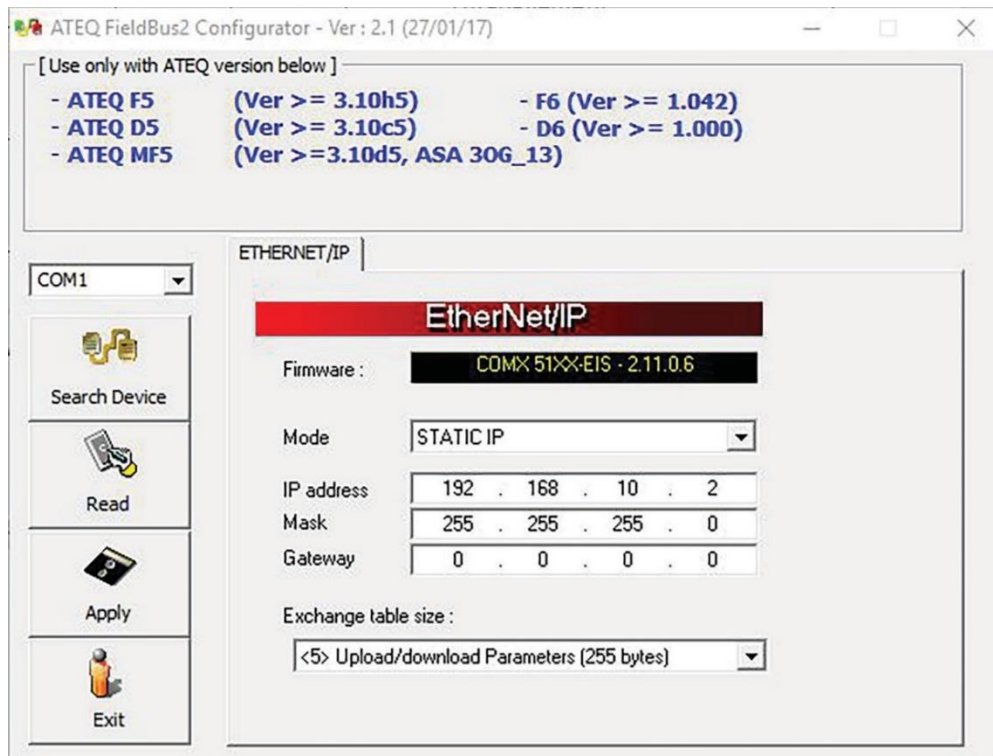 ATEQ FieldBus2 Configurator - Ver : 2.1 (27/01/17)
[ Use only with ATEQ version below ]
- ATEQ F5 (Ver >= 3.10h5) - F6 (Ver >= 1.042)
- ATEQ D5 (Ver >= 3.10c5) - D6 (Ver >= 1.000)
- ATEQ MF5 (Ver >=3.10d5, ASA 3OG_13)
ETHERNET/IP
COM1
EtherNet/IP
Firmware : COMX 51XX-EIS - 2.11.0.6
Search Device
Mode STATIC IP
IP address 192 . 168 . 10 . 2
Read
Mask 255 . 255 . 255 . 0
Gateway 0 . 0 . 0 . 0
Apply
Exchange table size :
<5> Upload/download Parameters (255 bytes)
Exit